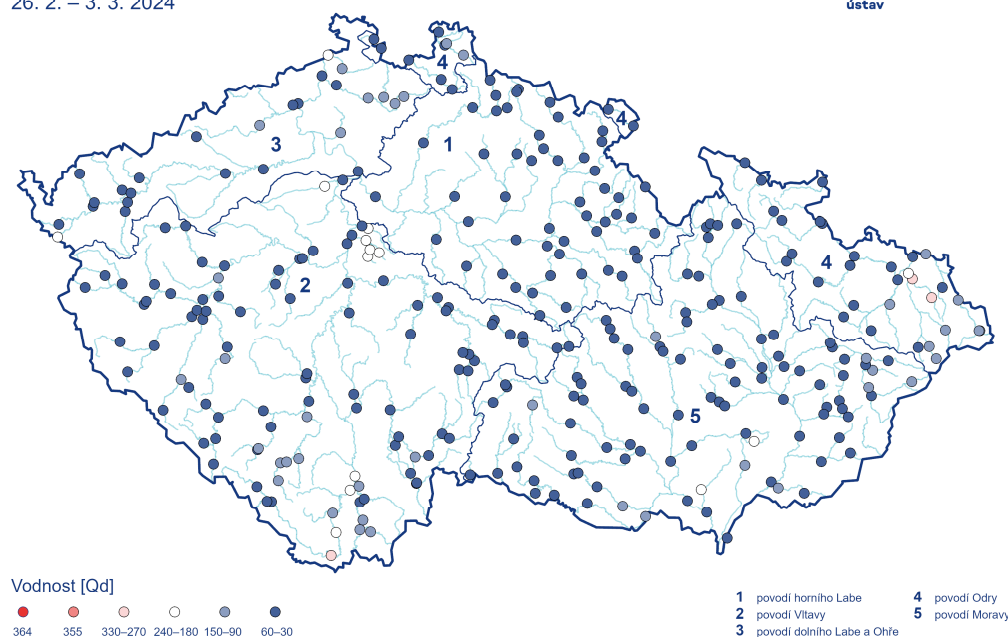 26. 2. – 3. 3. 2024
ústav
4
4
3
1
2
4
5
Vodnost [Qd]
364 355 330–270 240–180 150–90 60–30
1 povodí horního Labe
2 povodí Vltavy
3 povodí dolního Labe a Ohře
4 povodí Odry
5 povodí Moravy